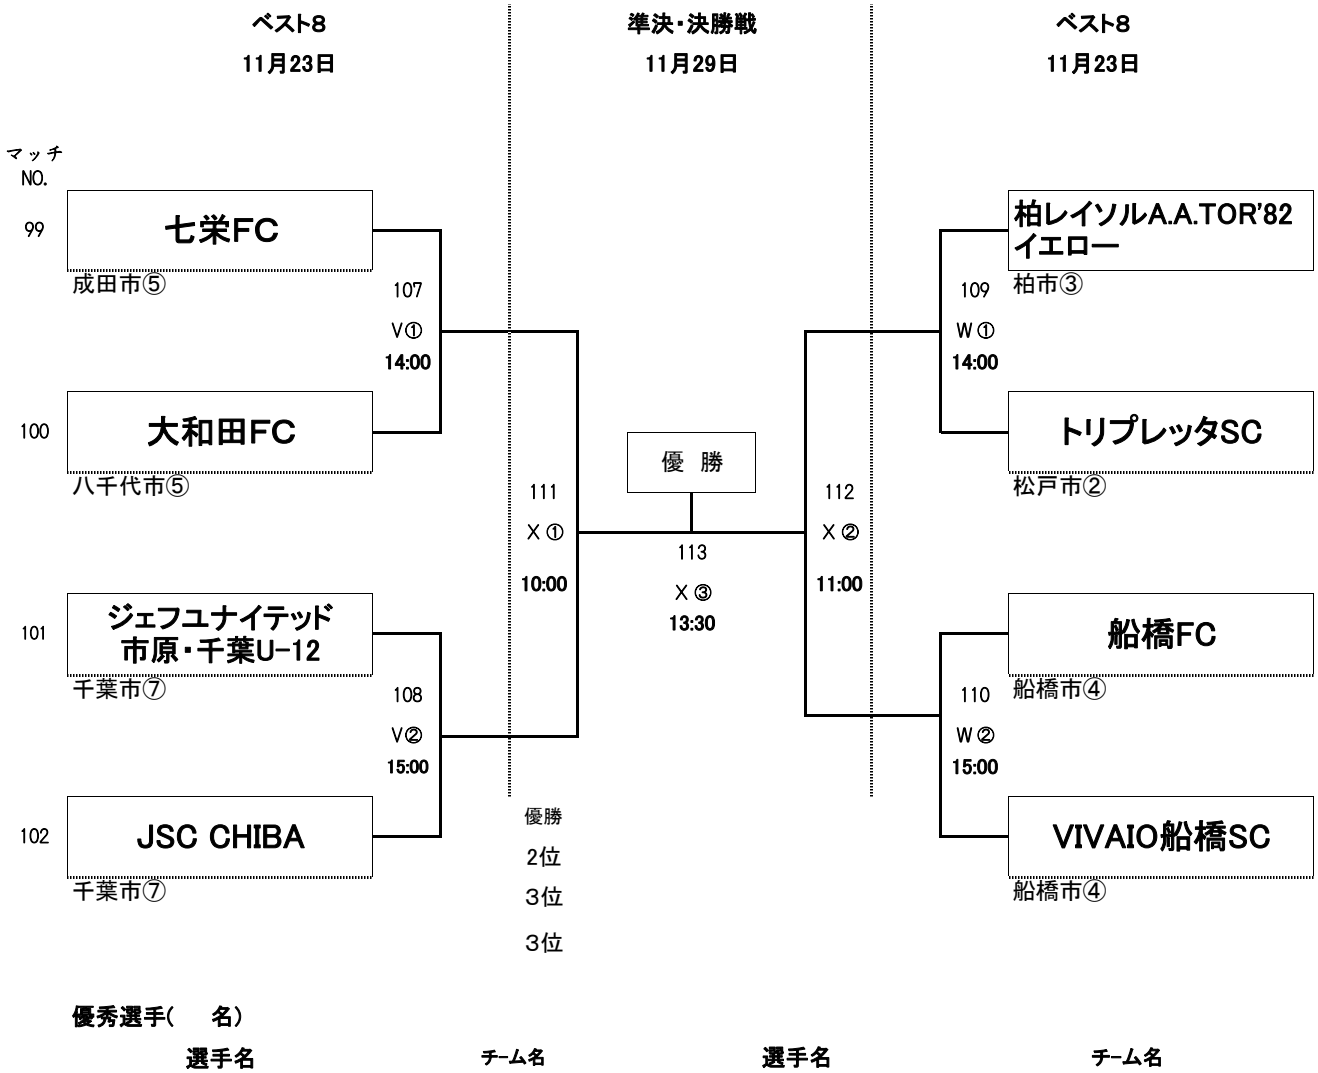 ベスト8
準決・決勝戦
ベスト8
11月23日
11月29日
11月23日
マッチ
NO.
99
七栄FC
成田市⑤
107
V①
14:00
100
大和田FC
八千代市⑤
101
ジェフユナイテッド
市原・千葉U-12
千葉市⑦
108
V②
15:00
102
JSC CHIBA
千葉市⑦
111
X①
10:00
優 勝
113
X③
13:30
112
X②
11:00
柏レイソルA.A.TOR'82
イエロー
柏市③
109
W①
14:00
トリプレッタSC
松戸市②
船橋FC
船橋市④
110
W②
15:00
VIVAIO船橋SC
船橋市④
優勝
2位
3位
3位
優秀選手(　名)
選手名
チーム名
選手名
チーム名